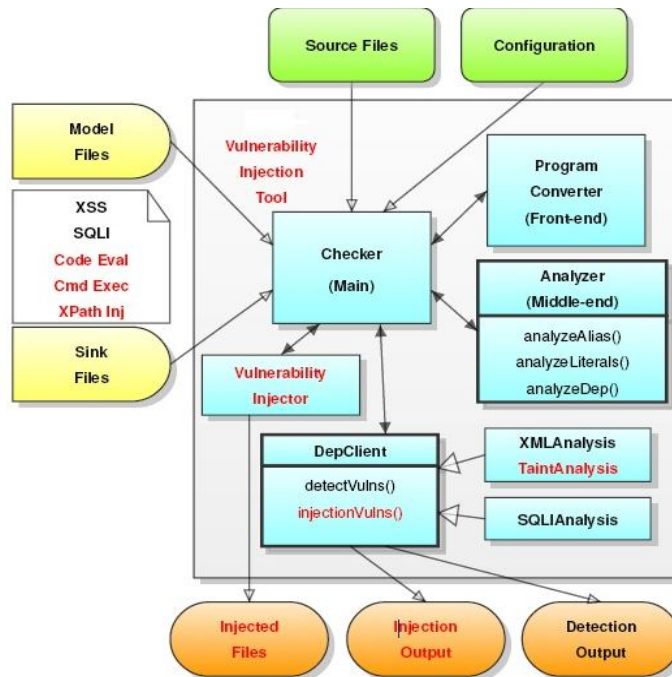 Source Files
Configuration
Model
Files
Vulnerability
Injection
Tool
Program
Converter
(Front-end)
XSS
SQLI
Code Eval
Cmd Exec
XPath Inj
Checker
(Main)
Analyzer
(Middle-end)
analyzeAlias()
analyzeLiterals()
analyzeDep()
Sink
Files
Vulnerability
Injector
DepClient
detectVulns()
injectionVulns()
XMLAnalysis
TaintAnalysis
SQLIAnalysis
Injected
Files
Injection
Output
Detection
Output